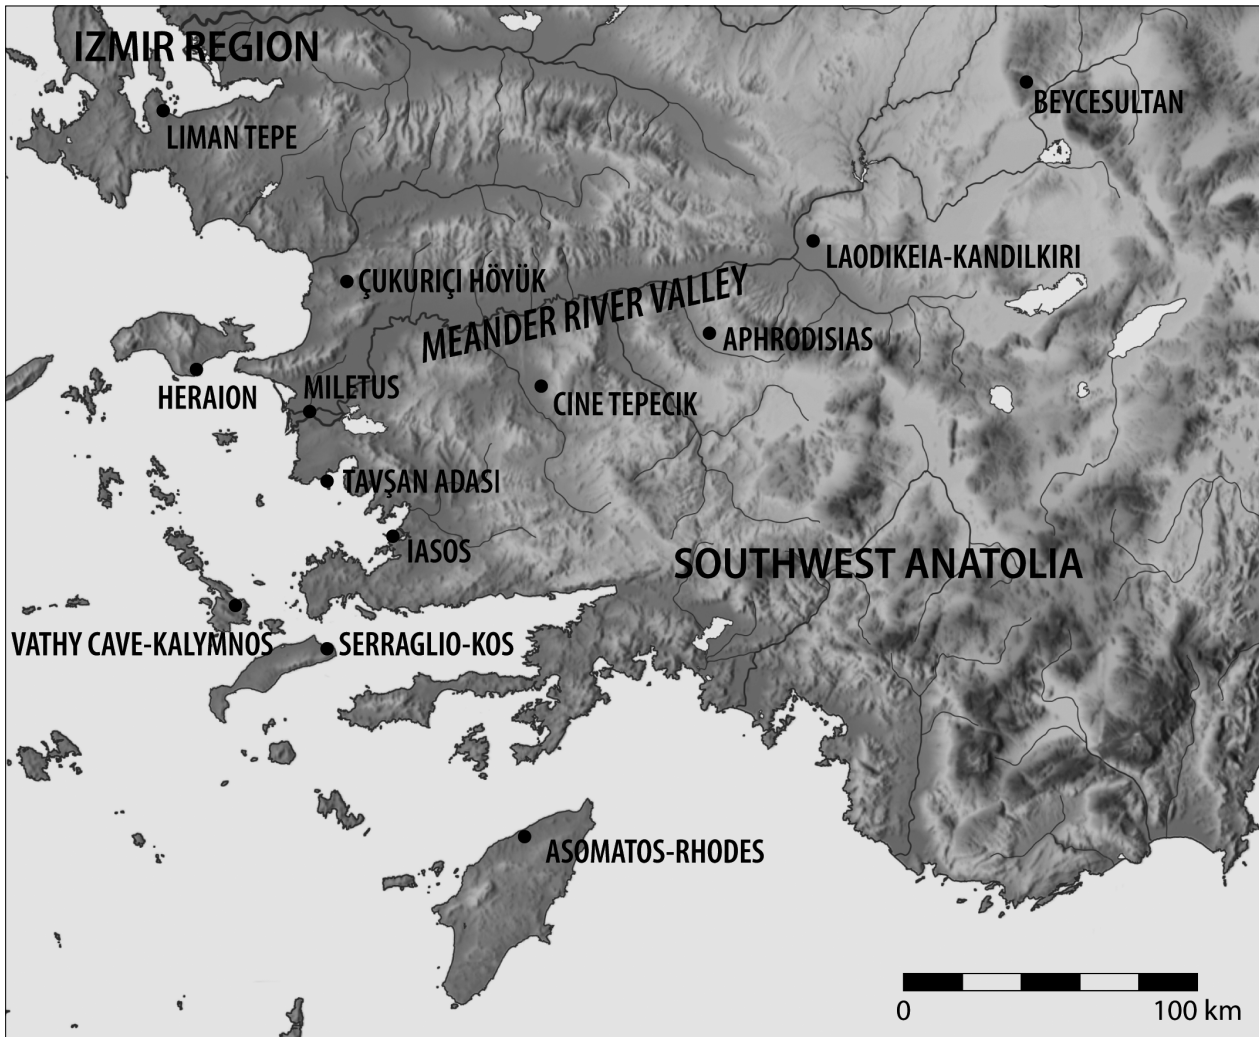 IZMIR REGION
LIMAN TEPE
BEYCESULTAN
LAODIKEIA-KANDILKIRI
ÇUKURIÇI HÖYÜK
MEANDER RIVER VALLEY
APHRODISIAS
HERAION
MILETUS
CINE TEPECIK
TAVŞAN ADASI
IASOS
SOUTHWEST ANATOLIA
VATHY CAVE-KALYMNOS
SERRAGLIO-KOS
ASOMATOS-RHODES
0
100 km